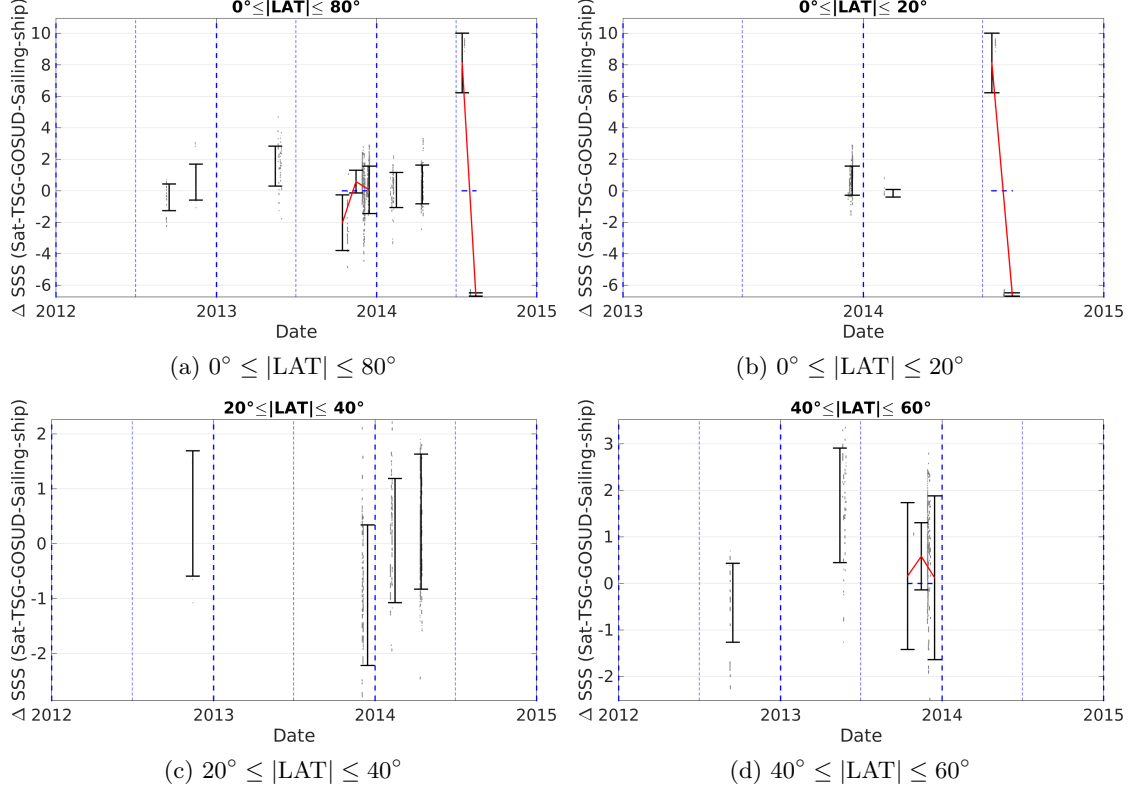 0°≤|LAT|≤ 80°
Δ SSS (Sat-TSG-GOSUD-Sailing-ship)
10
8
6
4
2
0
-2
-4
-6
2012
2013
2014
2015
Date
(a) 0° ≤ |LAT| ≤ 80°
0°≤|LAT|≤ 20°
Δ SSS (Sat-TSG-GOSUD-Sailing-ship)
10
8
6
4
2
0
-2
-4
-6
2013
2014
2015
Date
(b) 0° ≤ |LAT| ≤ 20°
20°≤|LAT|≤ 40°
Δ SSS (Sat-TSG-GOSUD-Sailing-ship)
2
1
0
-1
-2
2012
2013
2014
2015
Date
(c) 20° ≤ |LAT| ≤ 40°
40°≤|LAT|≤ 60°
Δ SSS (Sat-TSG-GOSUD-Sailing-ship)
3
2
1
0
-1
-2
2012
2013
2014
2015
Date
(d) 40° ≤ |LAT| ≤ 60°